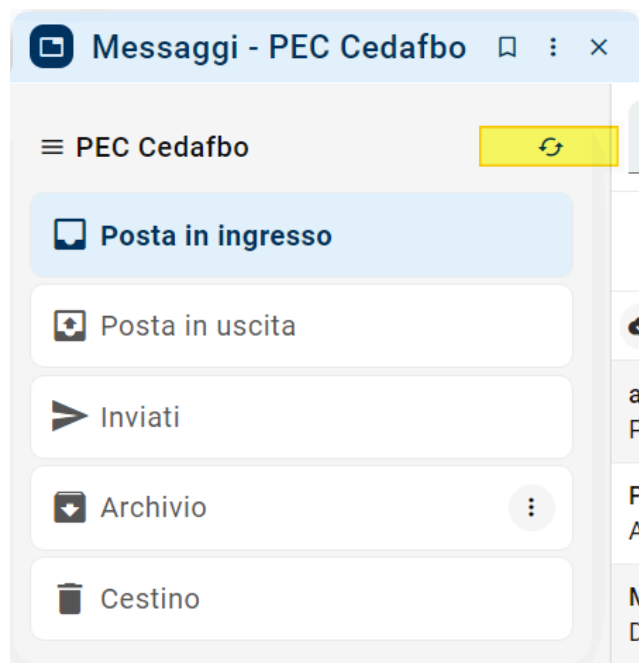 Messaggi - PEC Cedafbo
PEC Cedafbo
Posta in ingresso
Posta in uscita
Inviati
Archivio
Cestino